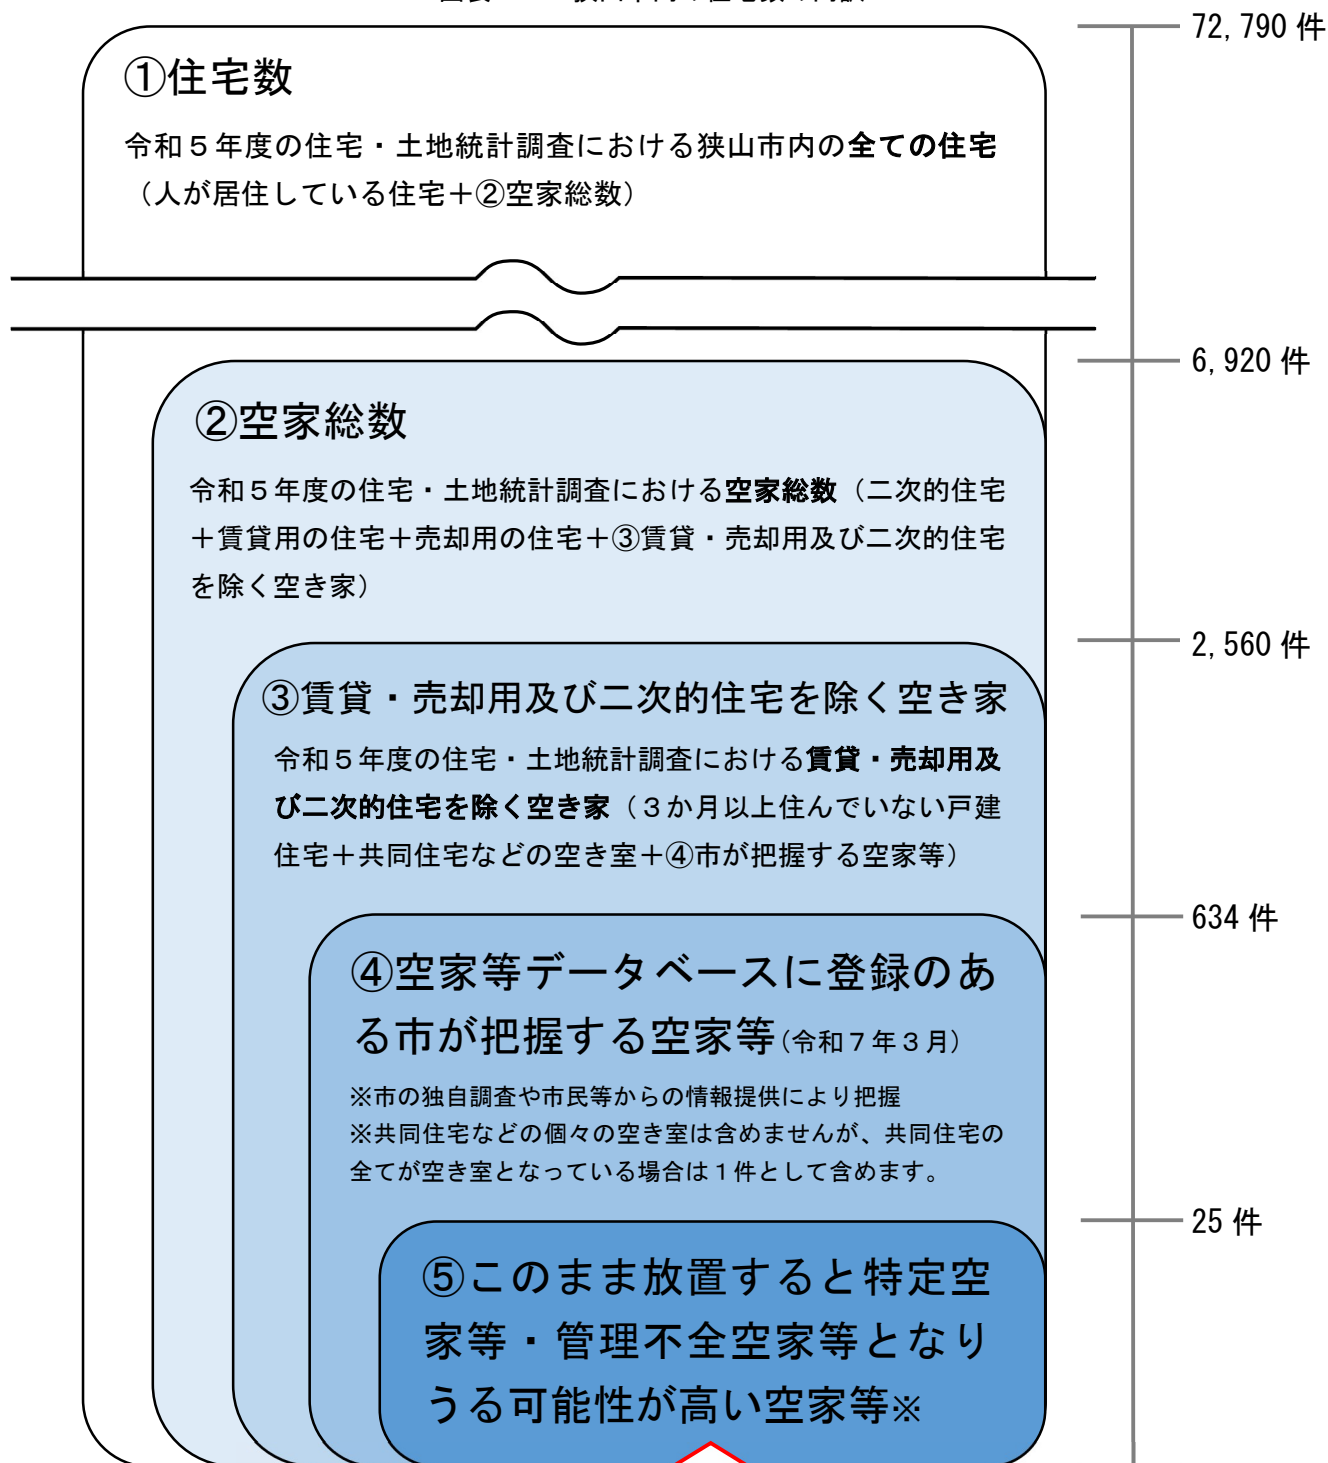 72,790 件
①住宅数
令和５年度の住宅・土地統計調査における狭山市内の全ての住宅
（人が居住している住宅＋②空家総数）
6,920 件
②空家総数
令和５年度の住宅・土地統計調査における空家総数（二次的住宅
＋賃貸用の住宅＋売却用の住宅＋③賃貸・売却用及び二次的住宅
を除く空き家）
2,560 件
③賃貸・売却用及び二次的住宅を除く空き家
令和５年度の住宅・土地統計調査における賃貸・売却用及
び二次的住宅を除く空き家（３か月以上住んでいない戸建
住宅＋共同住宅などの空き室＋④市が把握する空家等）
634 件
④空家等データベースに登録のあ
る市が把握する空家等(令和７年３月)
※市の独自調査や市民等からの情報提供により把握
※共同住宅などの個々の空き室は含めませんが、共同住宅の
全てが空き室となっている場合は１件として含めます。
25 件
⑤このまま放置すると特定空
家等・管理不全空家等となり
うる可能性が高い空家等※